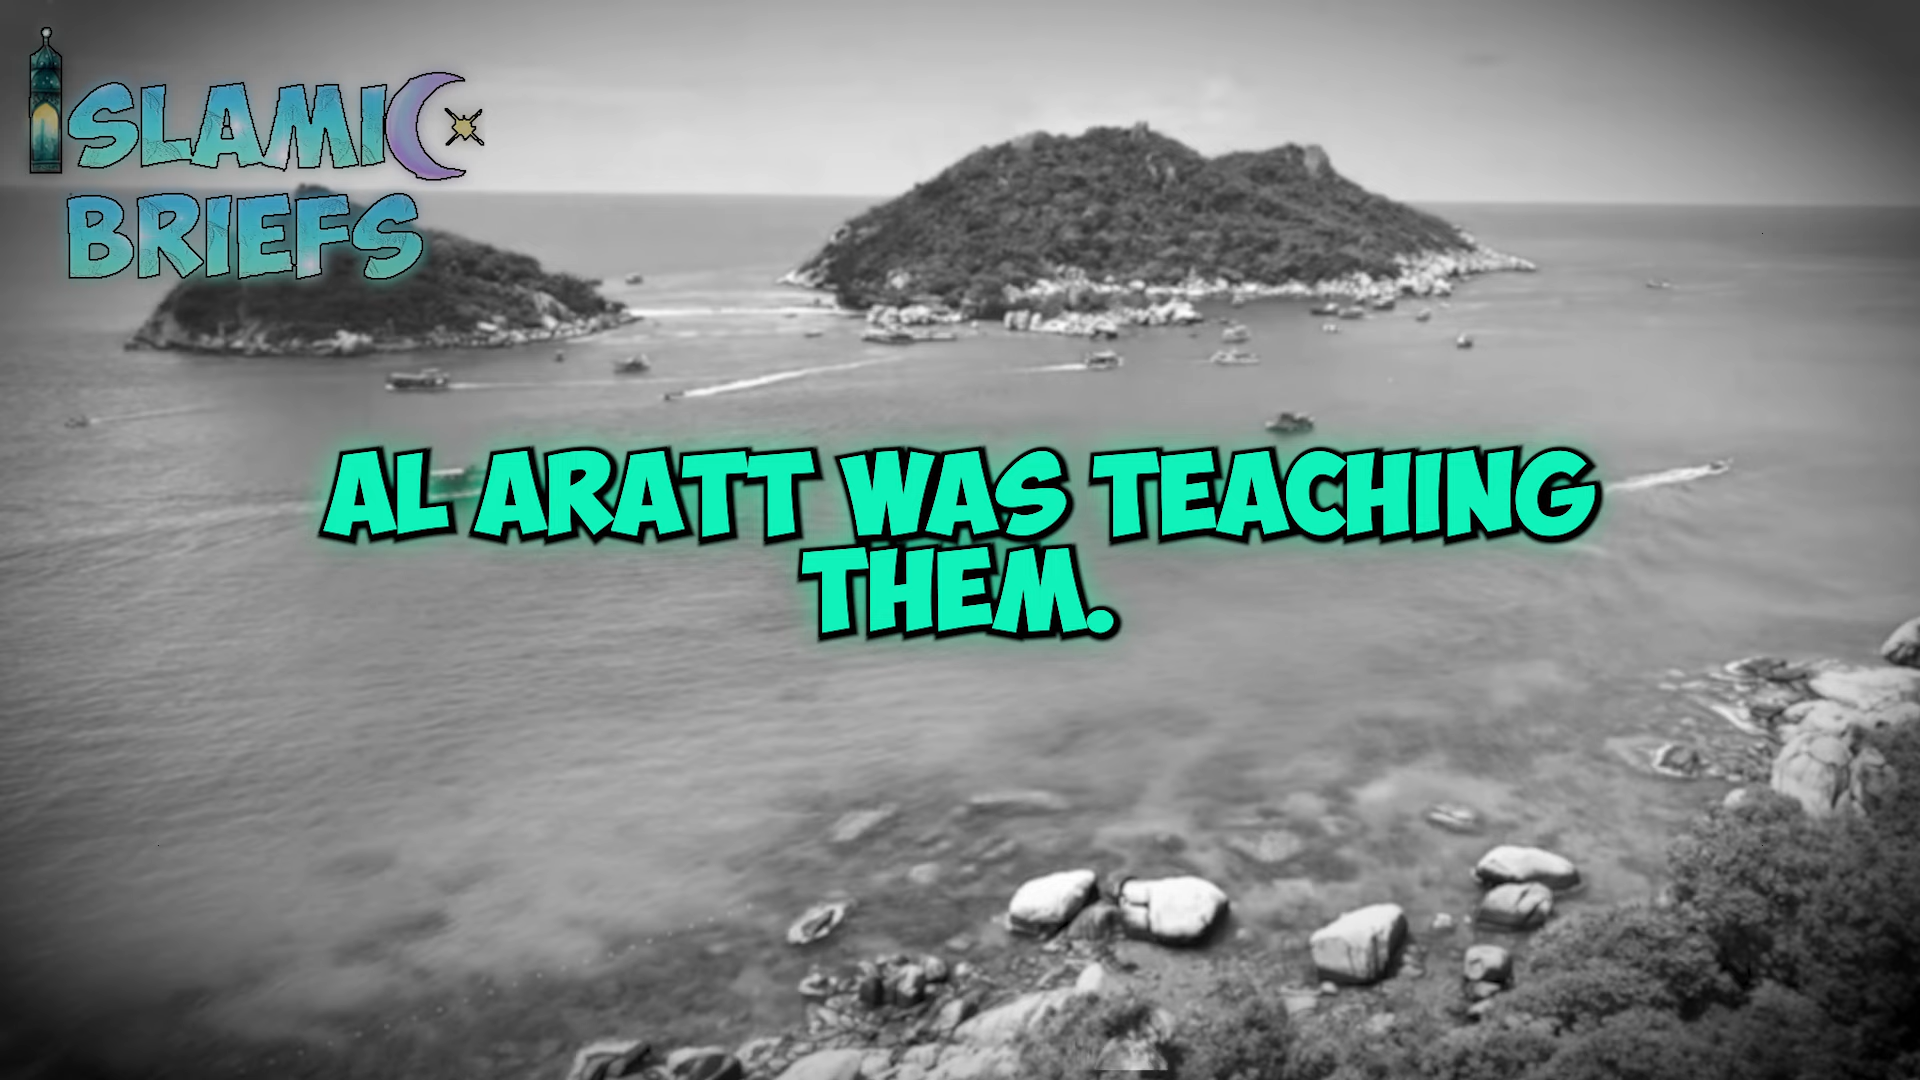 ISLAMIC
BRIEFS
AL ARATT WAS TEACHING
THEM.